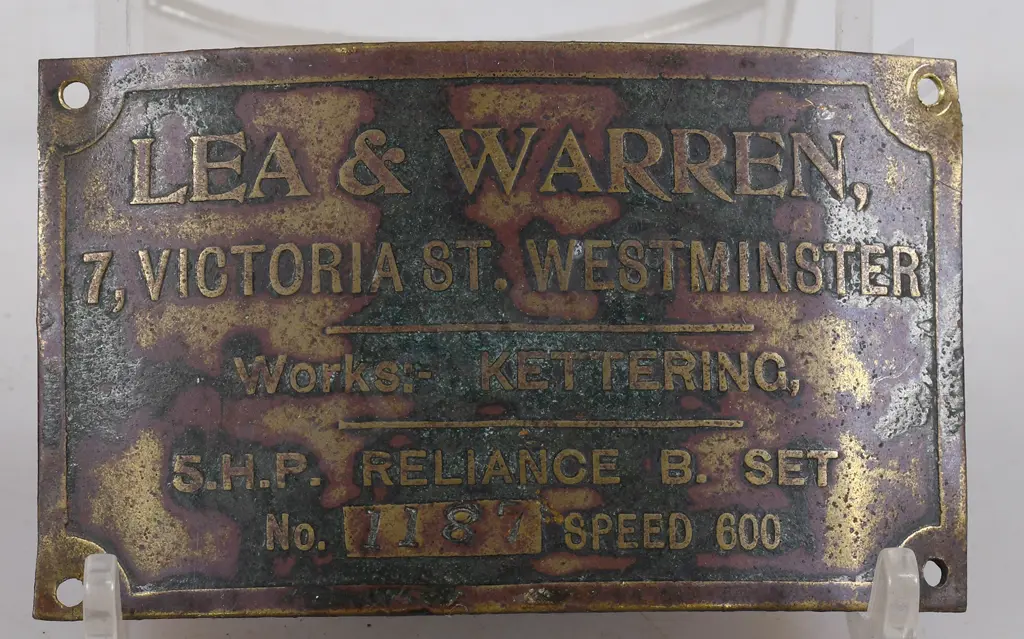 LEA & WARREN,
7, VICTORIA ST. WESTMINSTER
Works:- KETTERING,
5.H.P. RELIANCE B. SET
No. 1187 SPEED 600